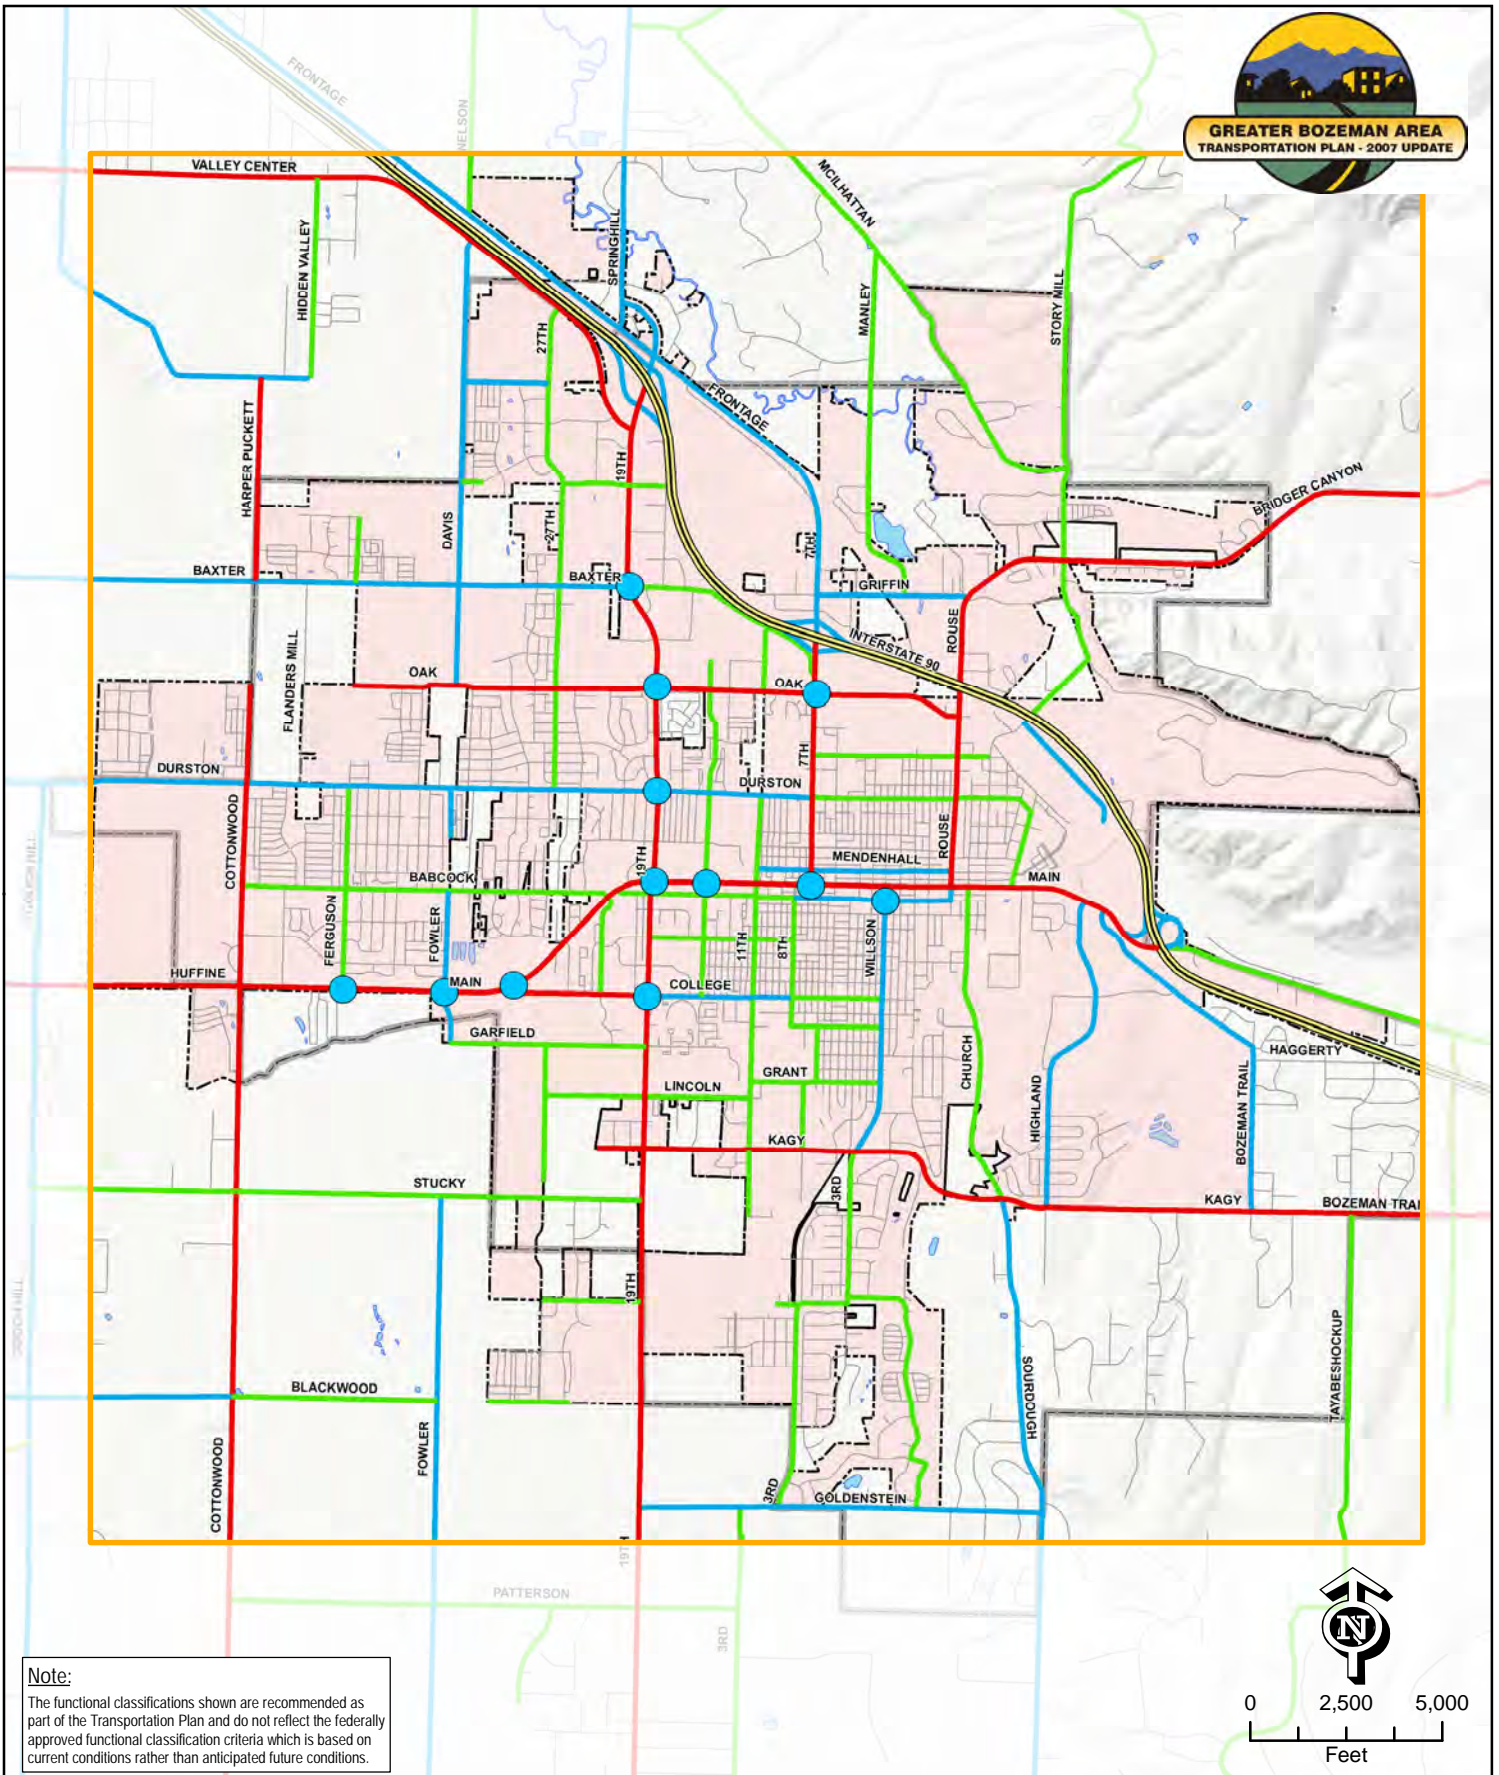 FRONTAGE
NELSON
GREATER BOZEMAN AREA
TRANSPORTATION PLAN - 2007 UPDATE
VALLEY CENTER
MCILHATTAN
HIDDEN VALLEY
SPRINGHILL
MANLEY
STORY MILL
27TH
FRONTAGE
HARPER PUCKETT
19TH
BRIDGER CANYON
DAVIS
27TH
7TH
BAXTER
BAXTER
GRIFFIN
ROUSE
INTERSTATE 90
FLANDERS MILL
OAK
OAK
7TH
DURSTON
DURSTON
COTTONWOOD
19TH
MENDENHALL
ROUSE
BABCOCK
MAIN
FERGUSON
FOWLER
11TH
8TH
WILLSON
HUFFINE
MAIN
COLLEGE
GARFIELD
CHURCH
HAGGERTY
GRANT
LINCOLN
HIGHLAND
BOZEMAN TRAIL
KAGY
STUCKY
3RD
KAGY
BOZEMAN TRAI
19TH
TAYABESHOCKUP
SOURDOUGH
BLACKWOOD
COTTONWOOD
FOWLER
3RD
GOLDENSTEIN
19TH
PATTERSON
3RD
N
Note:
The functional classifications shown are recommended as
part of the Transportation Plan and do not reflect the federally
approved functional classification criteria which is based on
current conditions rather than anticipated future conditions.
0 2,500 5,000
Feet